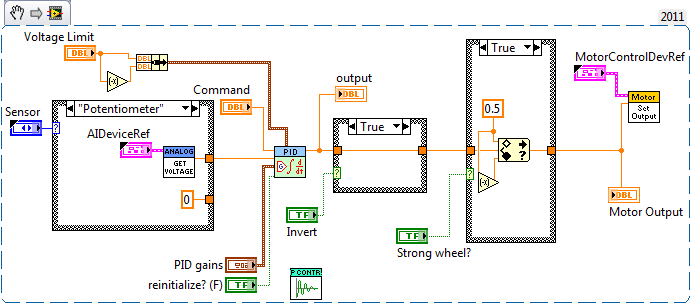 2011
Voltage Limit
DBL
DBL
DBL
True
MotorControlDevRef
Command
output
DBL
DBL
Motor
Set
Output
Sensor
"Potentiometer"
0.5
AIDeviceRef
True
ANALOG
GET
VOLTAGE
PID
0
TF
Invert
TF
Strong wheel?
DBL
Motor Output
PID gains
reinitialize? (F)
TF
P CONTR